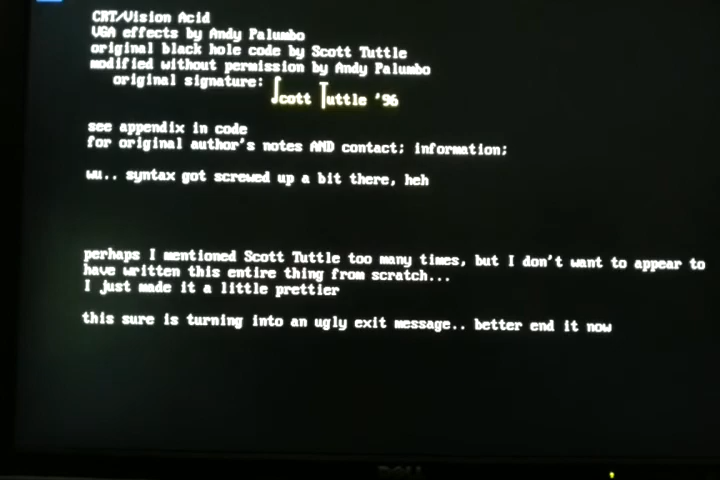 CRT/Vision Acid
VGA effects by Andy Palumbo
original black hole code by Scott Tuttle
modified without permission by Andy Palumbo
original signature: Scott Tuttle '96
see appendix in code
for original author's notes AND contact; information;
wu.. syntax got screwed up a bit there, heh
perhaps I mentioned Scott Tuttle too many times, but I don't want to appear to
have written this entire thing from scratch...
I just made it a little prettier
this sure is turning into an ugly exit message.. better end it now
DELL